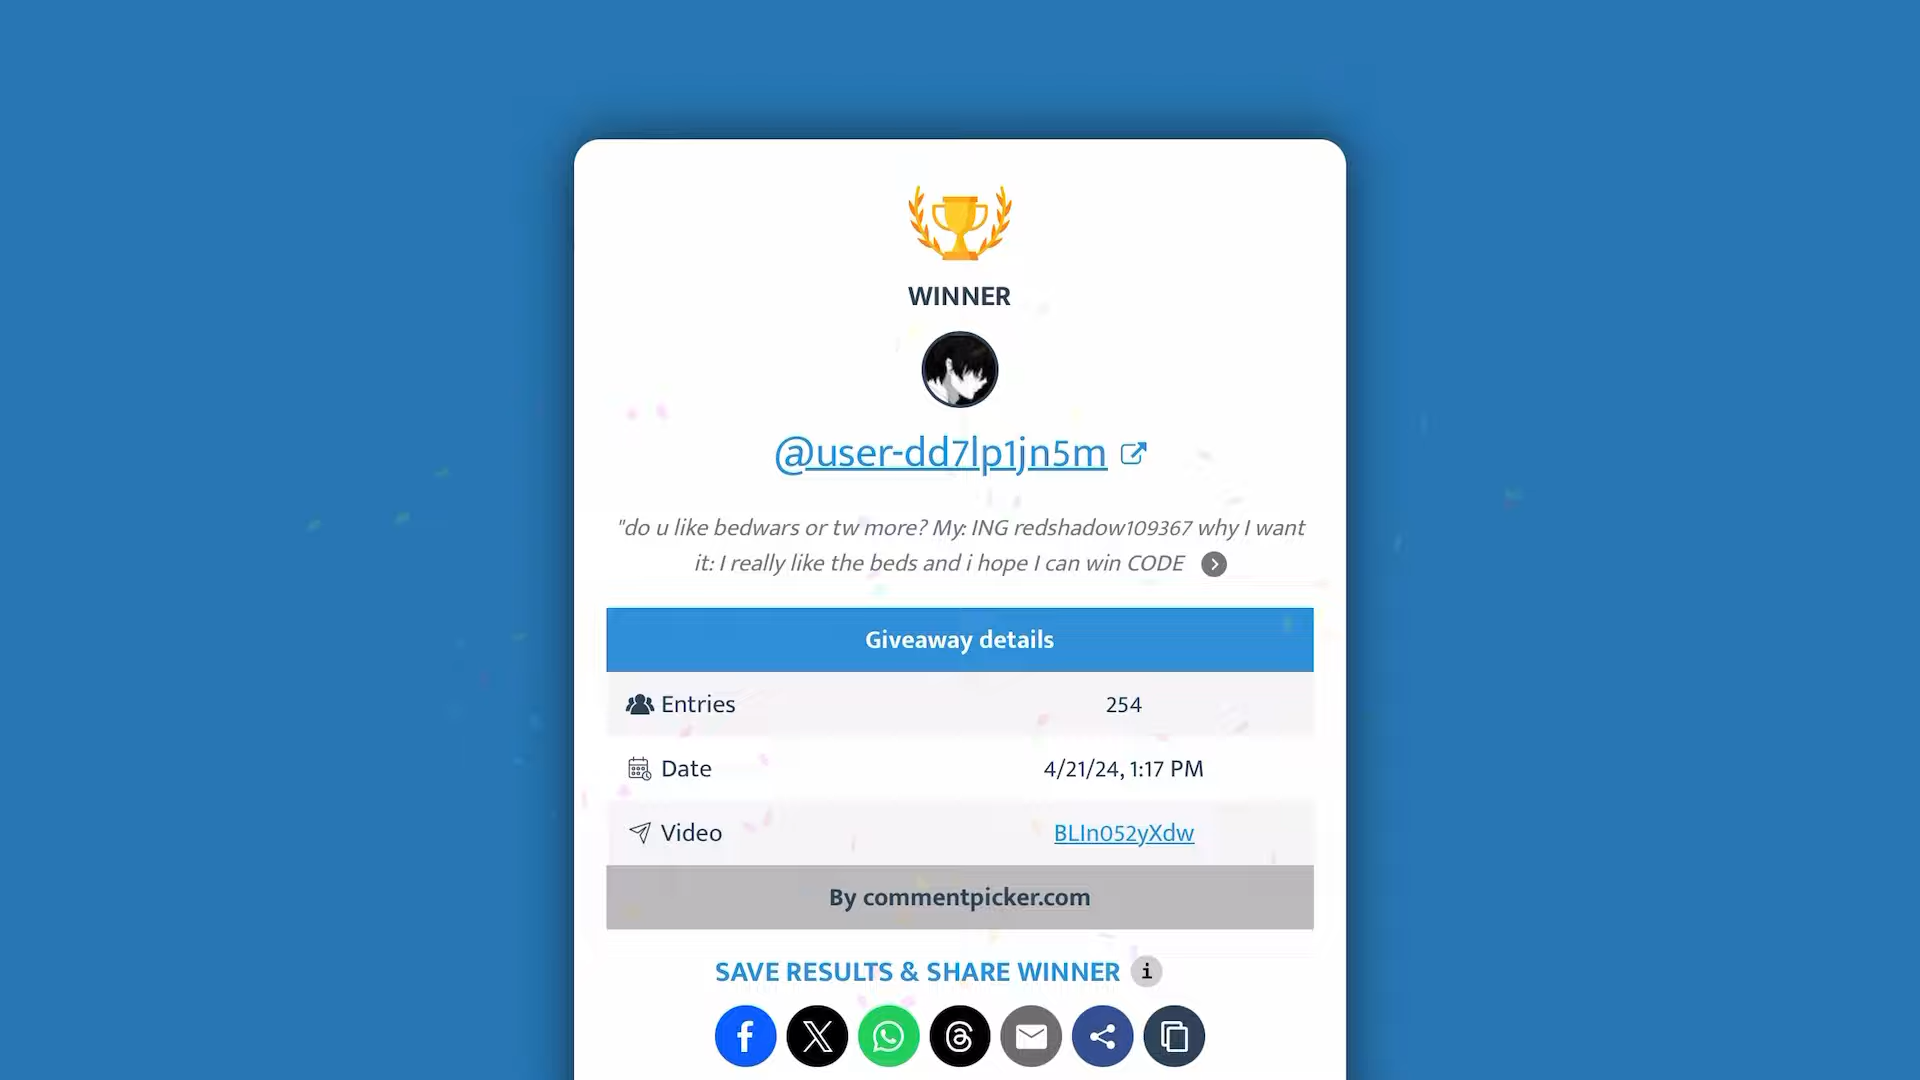 WINNER
@user-dd7lp1jn5m
"do u like bedwars or tw more? My: ING redshadow109367 why I want
it: I really like the beds and i hope I can win CODE
Giveaway details
Entries 254
Date 4/21/24, 1:17 PM
Video BLIn052yXdw
By commentpicker.com
SAVE RESULTS & SHARE WINNER i